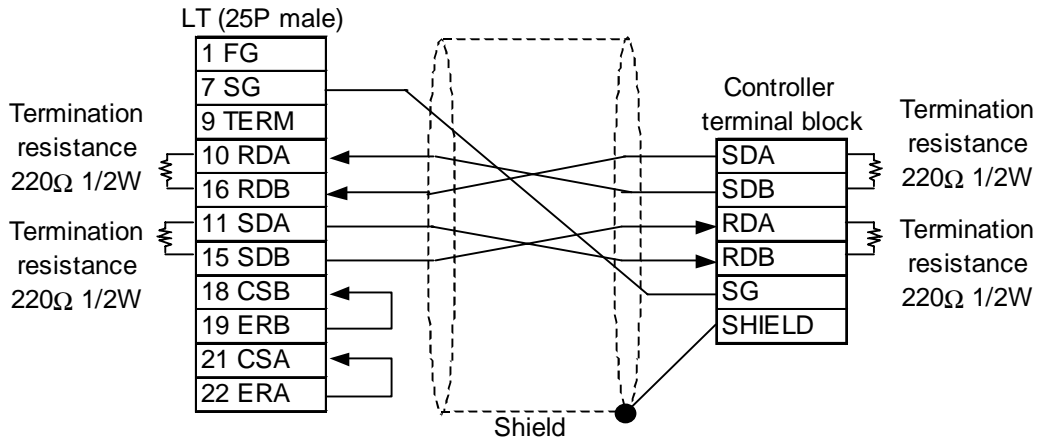 LT (25P male)
1 FG
7 SG
9 TERM
10 RDA
16 RDB
11 SDA
15 SDB
18 CSB
19 ERB
21 CSA
22 ERA
Termination
resistance
220Ω 1/2W
Termination
resistance
220Ω 1/2W
Shield
Controller
terminal block
SDA
SDB
RDA
RDB
SG
SHIELD
Termination
resistance
220Ω 1/2W
Termination
resistance
220Ω 1/2W